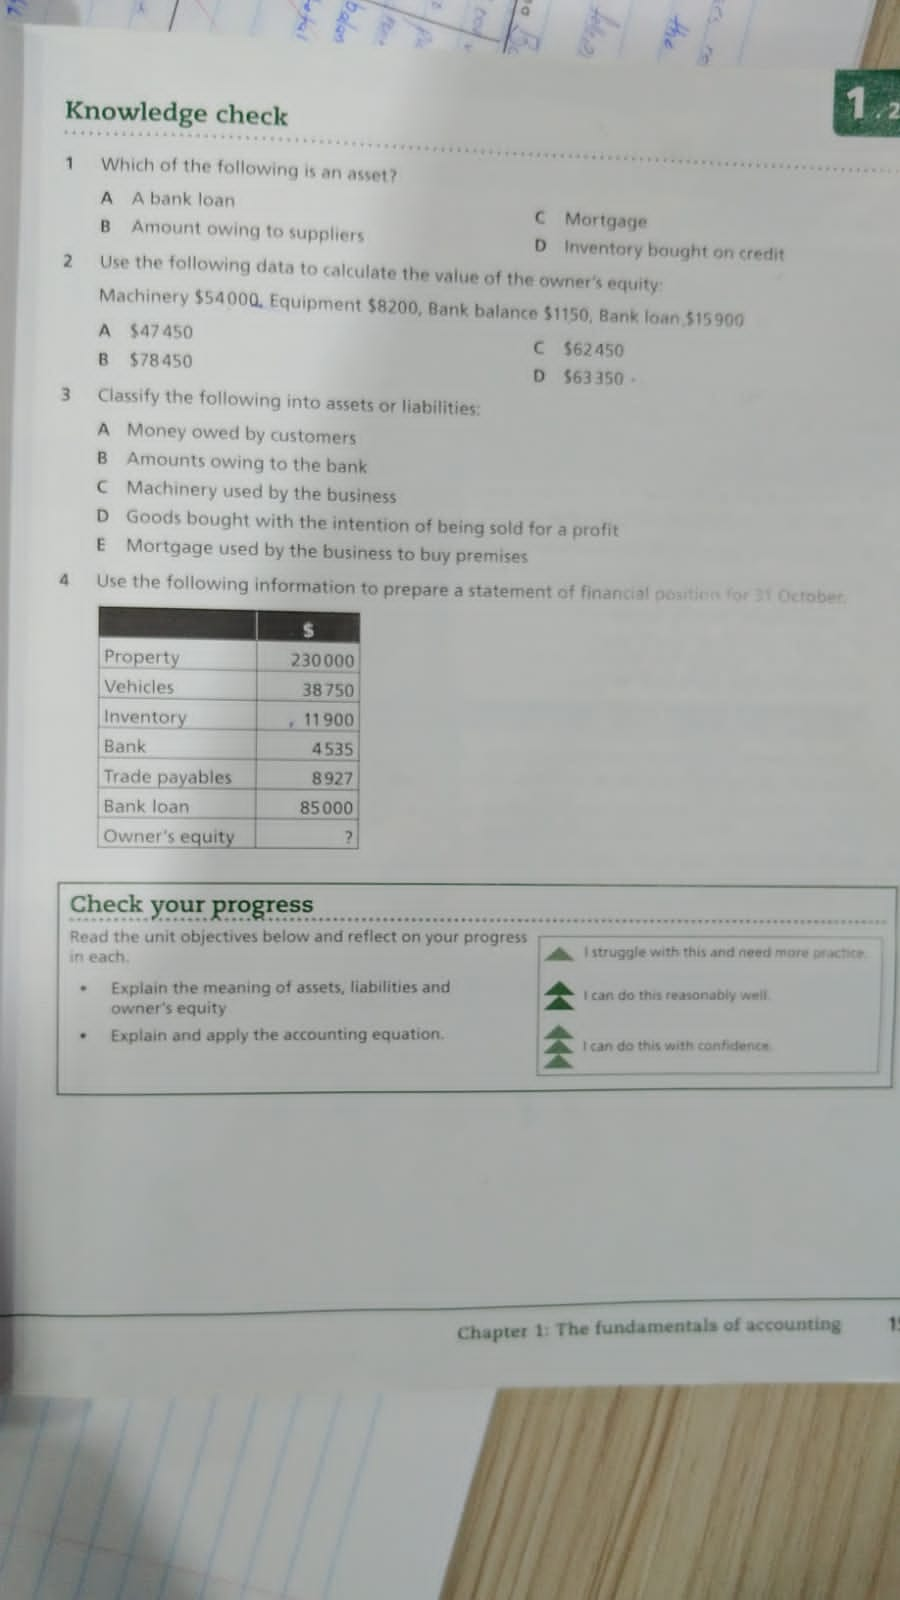 Knowledge check
1.2
1 Which of the following is an asset?
A A bank loan
B Amount owing to suppliers
C Mortgage
D Inventory bought on credit
2 Use the following data to calculate the value of the owner's equity:
Machinery $54000, Equipment $8200, Bank balance $1150, Bank loan $15900
A $47450
B $78450
C $62450
D $63350
3 Classify the following into assets or liabilities:
A Money owed by customers
B Amounts owing to the bank
C Machinery used by the business
D Goods bought with the intention of being sold for a profit
E Mortgage used by the business to buy premises
4 Use the following information to prepare a statement of financial position for 31 October.
$
Property 230000
Vehicles 38750
Inventory 11900
Bank 4535
Trade payables 8927
Bank loan 85000
Owner's equity ?
Check your progress
Read the unit objectives below and reflect on your progress
in each.
• Explain the meaning of assets, liabilities and
owner's equity
• Explain and apply the accounting equation.
I struggle with this and need more practice.
I can do this reasonably well.
I can do this with confidence.
Chapter 1: The fundamentals of accounting
the